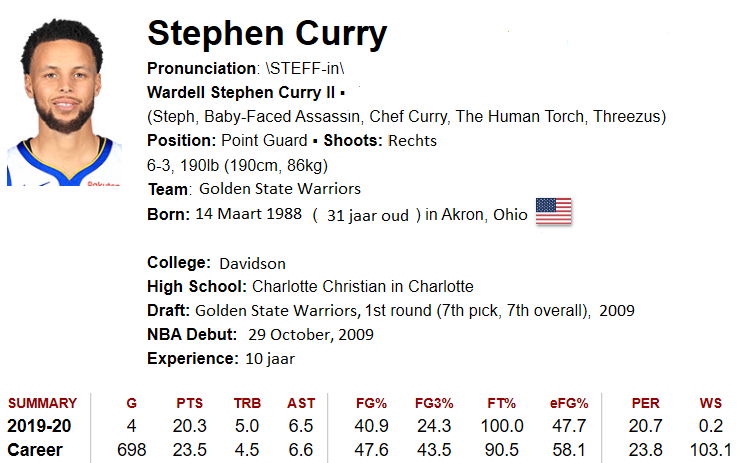 Stephen Curry
Pronunciation: \STEFF-in\
Wardell Stephen Curry II ▪
(Steph, Baby-Faced Assassin, Chef Curry, The Human Torch, Threezus)
Position: Point Guard ▪ Shoots: Rechts
6-3, 190lb (190cm, 86kg)
Team: Golden State Warriors
Born: 14 Maart 1988 ( 31 jaar oud ) in Akron, Ohio
College: Davidson
High School: Charlotte Christian in Charlotte
Draft: Golden State Warriors, 1st round (7th pick, 7th overall), 2009
NBA Debut: 29 October, 2009
Experience: 10 jaar
SUMMARY G PTS TRB AST FG% FG3% FT% eFG% PER WS
2019-20 4 20.3 5.0 6.5 40.9 24.3 100.0 47.7 20.7 0.2
Career 698 23.5 4.5 6.6 47.6 43.5 90.5 58.1 23.8 103.1